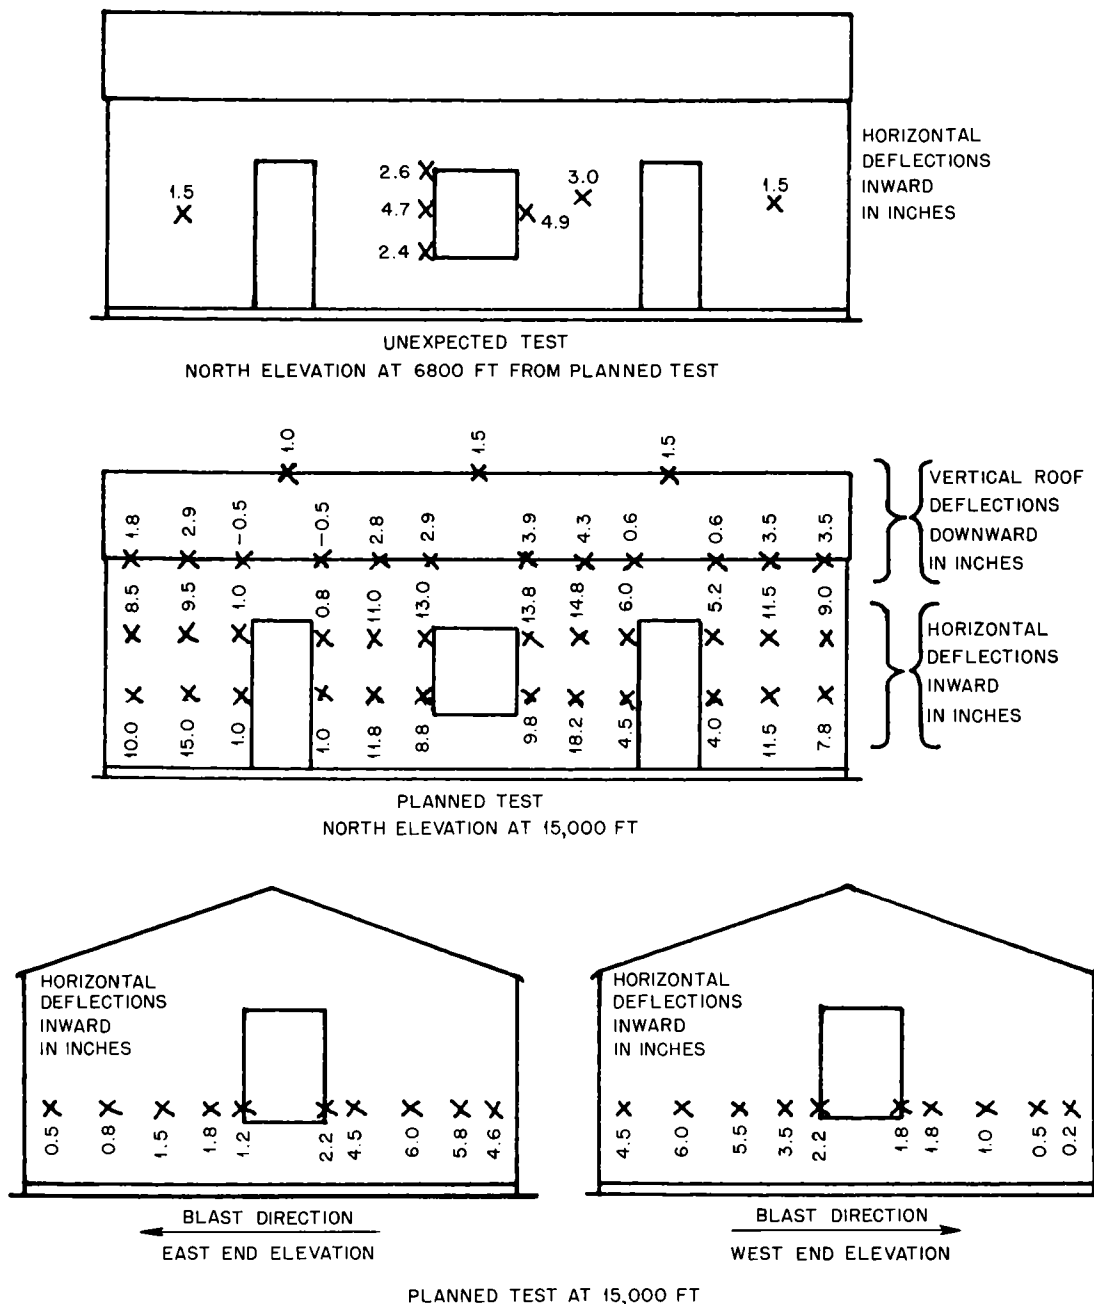 HORIZONTAL
DEFLECTIONS
INWARD
IN INCHES
1.5
2.6
4.7
2.4
4.9
3.0
1.5
UNEXPECTED TEST
NORTH ELEVATION AT 6800 FT FROM PLANNED TEST
1.0 1.5 1.5
VERTICAL ROOF
DEFLECTIONS
DOWNWARD
IN INCHES
1.8 2.9 -0.5 -0.5 2.8 2.9 3.9 4.3 0.6 0.6 3.5 3.5
8.5 9.5 1.0 0.8 11.0 13.0 13.8 14.8 6.0 5.2 11.5 9.0
HORIZONTAL
DEFLECTIONS
INWARD
IN INCHES
10.0 15.0 1.0 1.0 11.8 8.8 9.8 18.2 4.5 4.0 11.5 7.8
PLANNED TEST
NORTH ELEVATION AT 15,000 FT
HORIZONTAL
DEFLECTIONS
INWARD
IN INCHES
0.5 0.8 1.5 1.8 1.2 2.2 4.5 6.0 5.8 4.6
BLAST DIRECTION
EAST END ELEVATION
HORIZONTAL
DEFLECTIONS
INWARD
IN INCHES
4.5 6.0 5.5 3.5 2.2 1.8 1.8 1.0 0.5 0.2
BLAST DIRECTION
WEST END ELEVATION
PLANNED TEST AT 15,000 FT